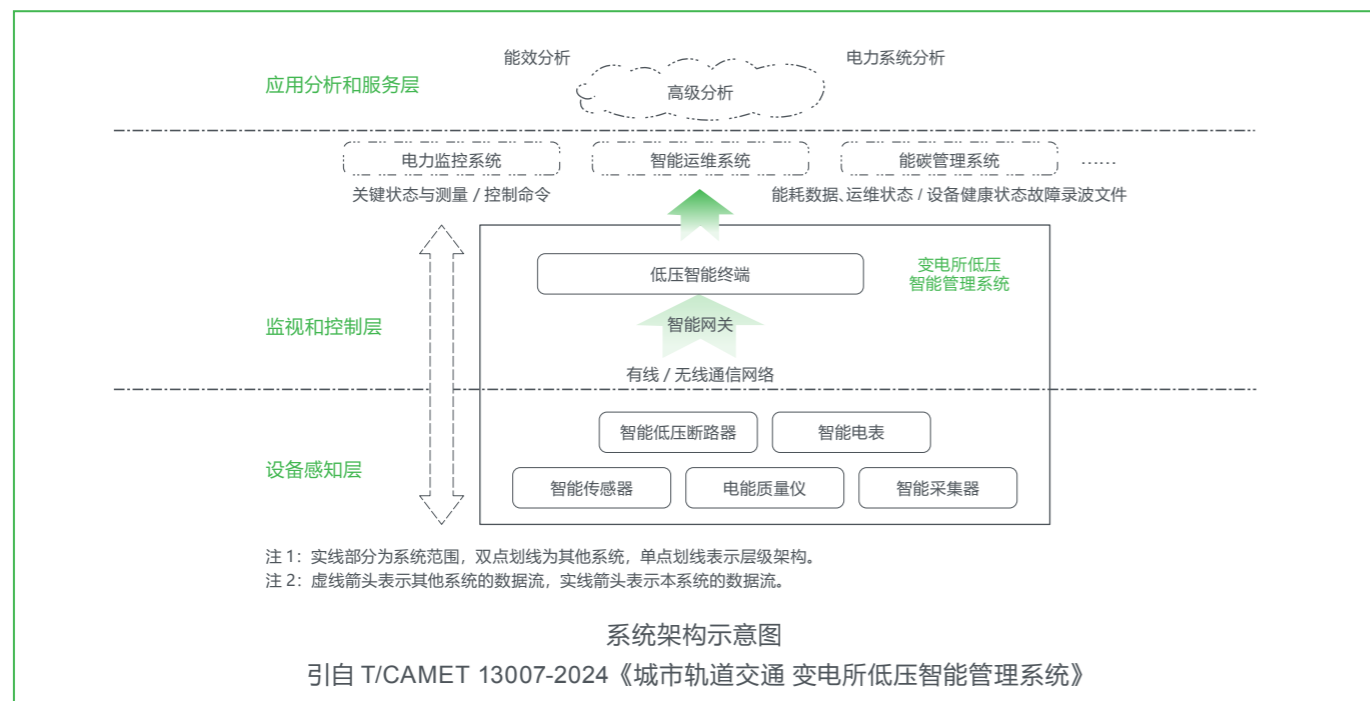 能效分析
电力系统分析
应用分析和服务层
高级分析
电力监控系统
智能运维系统
能碳管理系统
……
关键状态与测量 / 控制命令
能耗数据、运维状态 / 设备健康状态故障录波文件
低压智能终端
变电所低压
智能管理系统
监视和控制层
智能网关
有线 / 无线通信网络
智能低压断路器
智能电表
设备感知层
智能传感器
电能质量仪
智能采集器
注 1：实线部分为系统范围，双点划线为其他系统，单点划线表示层级架构。
注 2：虚线箭头表示其他系统的数据流，实线箭头表示本系统的数据流。
系统架构示意图
引自 T/CAMET 13007-2024《城市轨道交通 变电所低压智能管理系统》